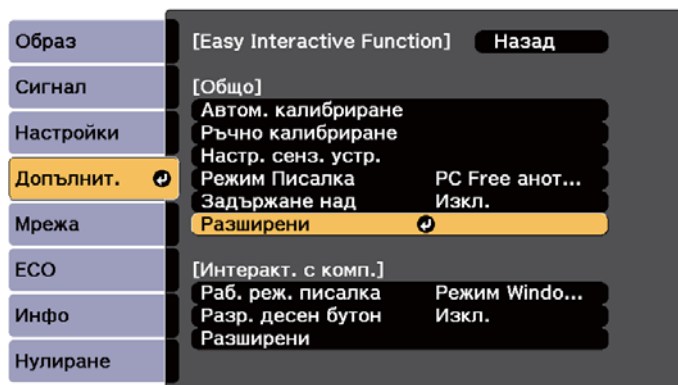 Образ
Сигнал
Настройки
Допълнит.
Мрежа
ECO
Инфо
Нулиране
[Easy Interactive Function] Назад
[Общо]
Автом. калибриране
Ръчно калибриране
Настр. сенз. устр.
Режим Писалка PC Free анот...
Задържане над Изкл.
Разширени
[Интеракт. с комп.]
Раб. реж. писалка Режим Windo...
Разр. десен бутон Изкл.
Разширени